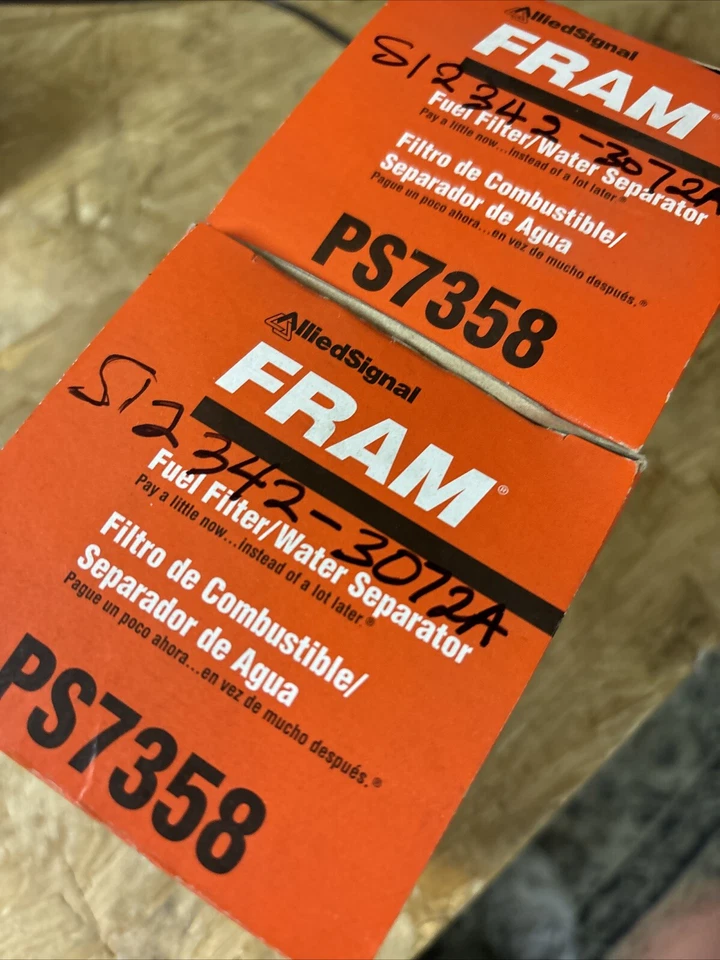 AlliedSignal
FRAM®
S12342-3072A
Fuel Filter/Water Separator
Pay a little now...instead of a lot later.®
Filtro de Combustible/
Separador de Agua
Pague un poco ahora...en vez de mucho después.®
PS7358
AlliedSignal
FRAM®
S12342-3072A
Fuel Filter/Water Separator
Pay a little now...instead of a lot later.®
Filtro de Combustible/
Separador de Agua
Pague un poco ahora...en vez de mucho después.®
PS7358